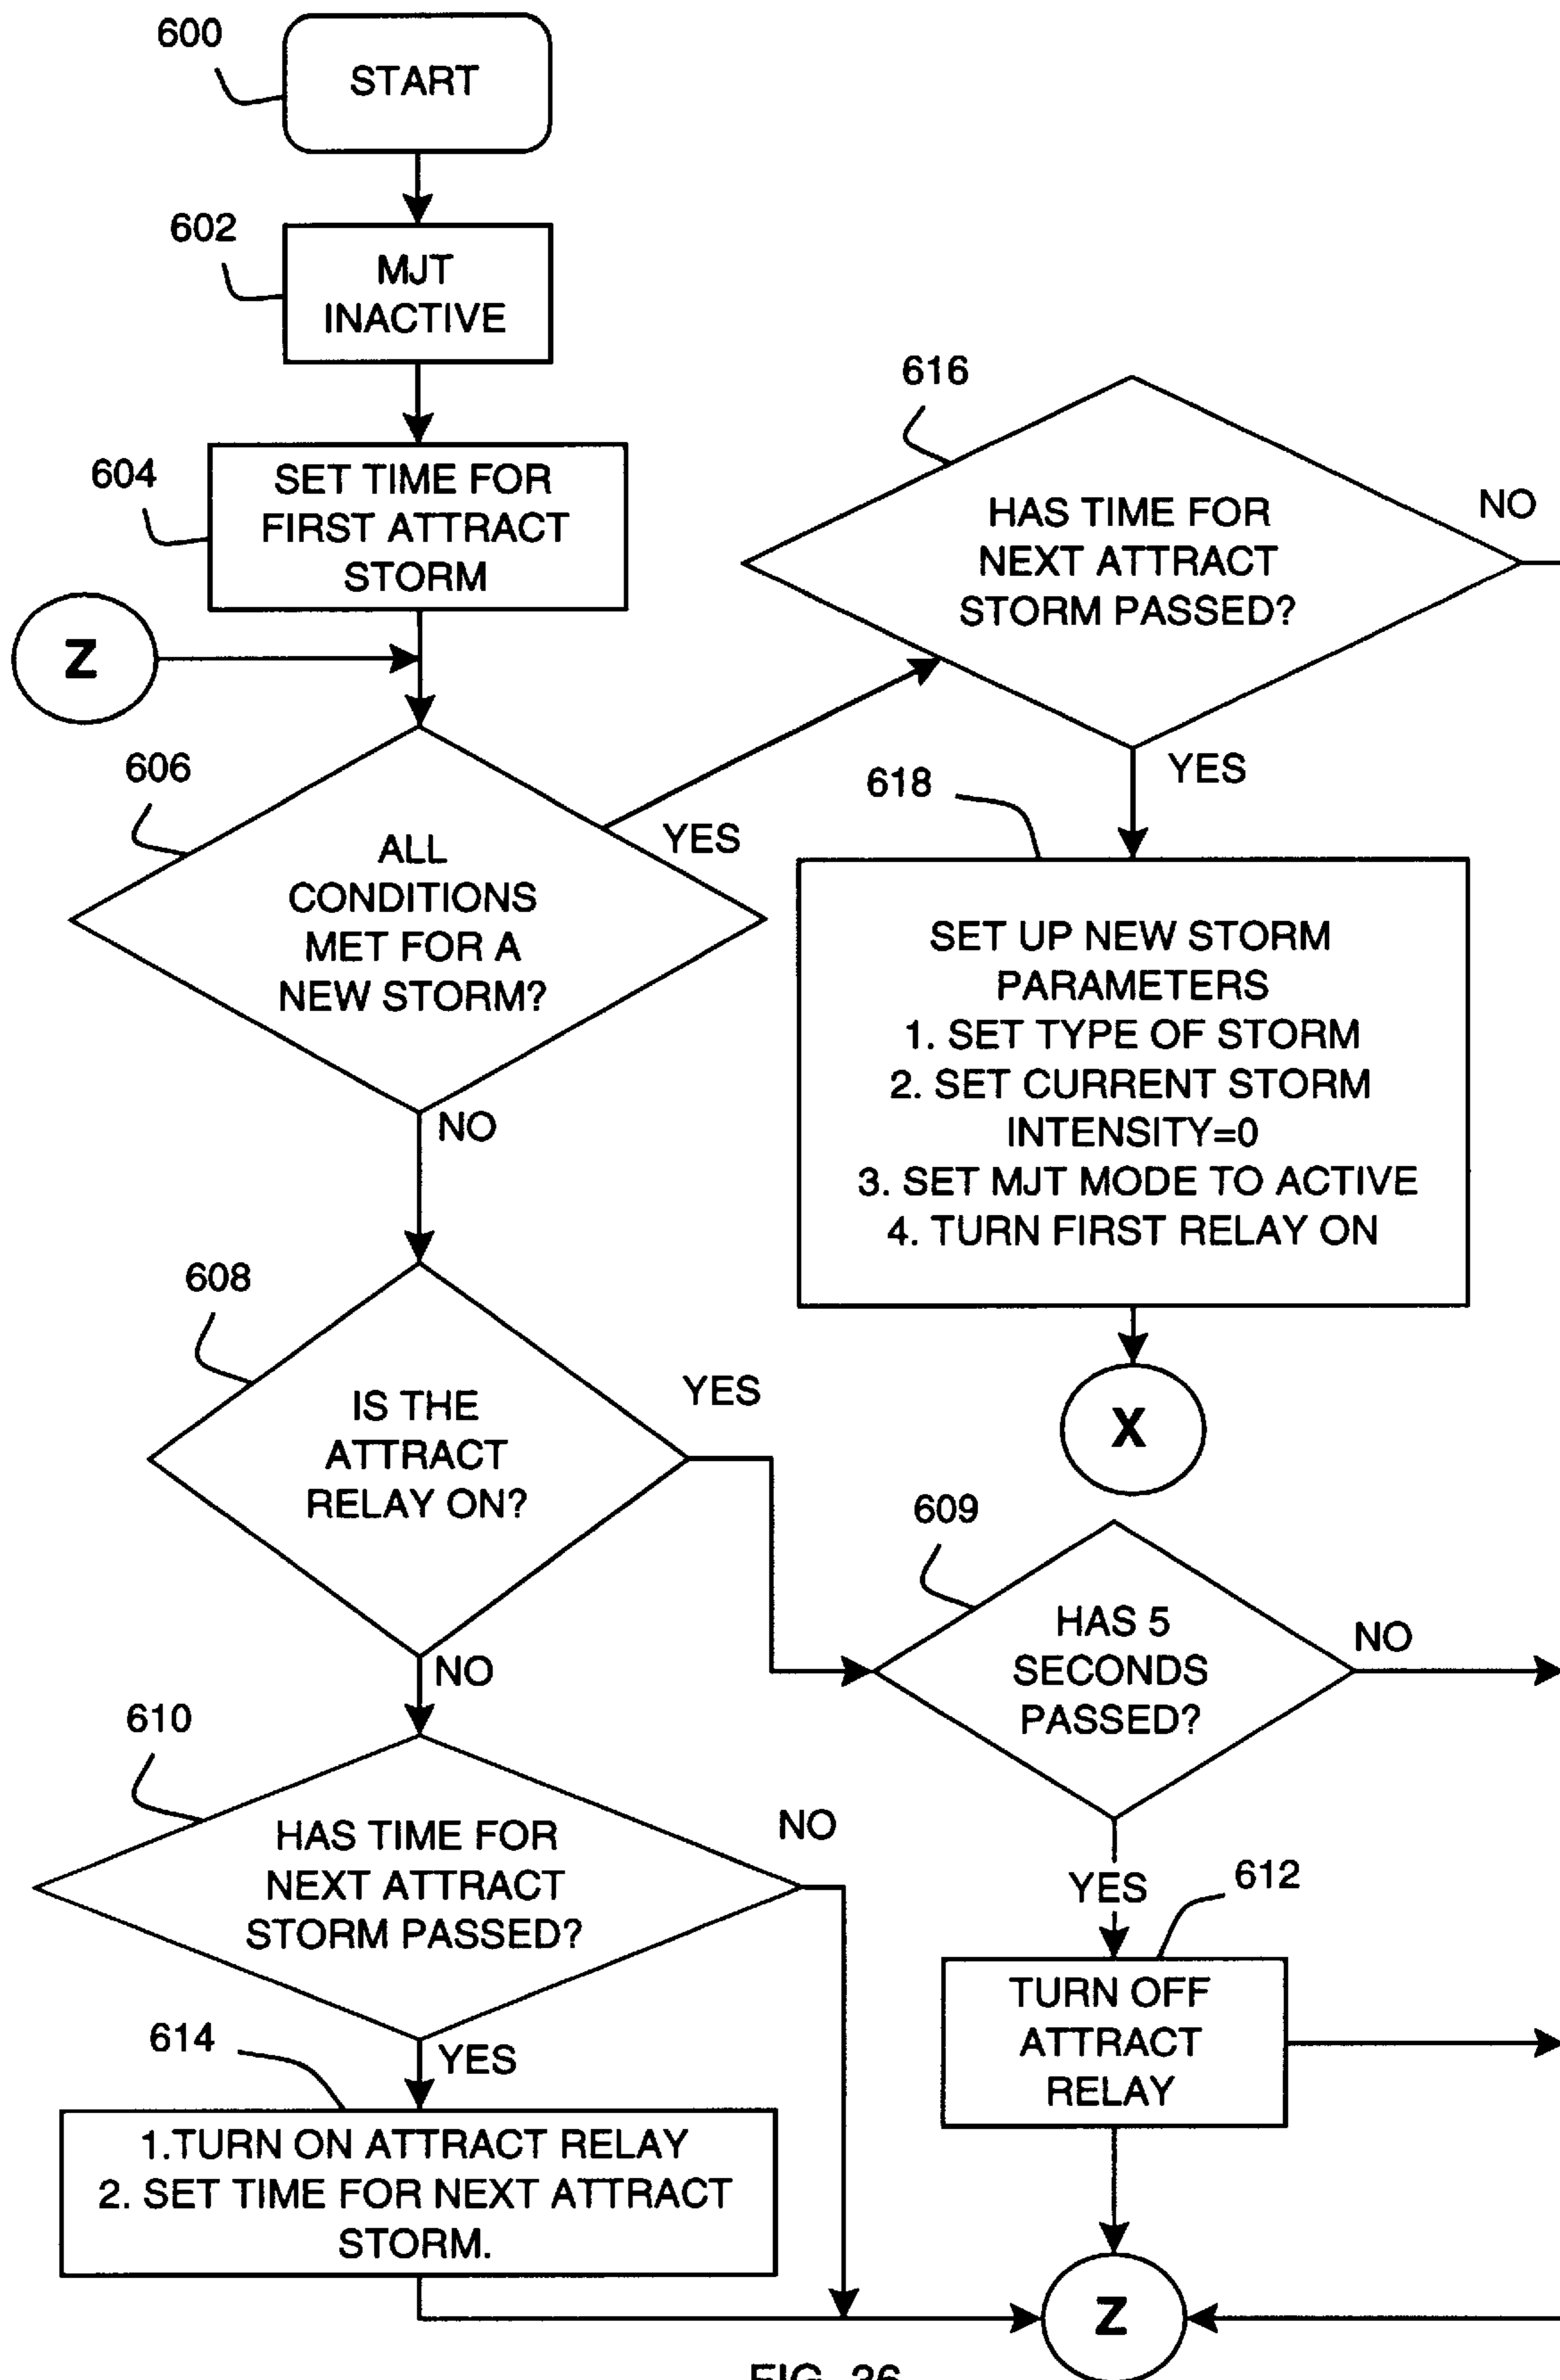 600
START
602
MJT
INACTIVE
604
SET TIME FOR
FIRST ATTRACT
STORM
Z
606
ALL
CONDITIONS
MET FOR A
NEW STORM?
YES
NO
616
HAS TIME FOR
NEXT ATTRACT
STORM PASSED?
NO
YES
618
SET UP NEW STORM
PARAMETERS
1. SET TYPE OF STORM
2. SET CURRENT STORM
INTENSITY=0
3. SET MJT MODE TO ACTIVE
4. TURN FIRST RELAY ON
X
608
IS THE
ATTRACT
RELAY ON?
YES
NO
609
HAS 5
SECONDS
PASSED?
NO
YES
610
HAS TIME FOR
NEXT ATTRACT
STORM PASSED?
NO
YES
612
TURN OFF
ATTRACT
RELAY
614
1.TURN ON ATTRACT RELAY
2. SET TIME FOR NEXT ATTRACT
STORM.
Z
FIG. 36